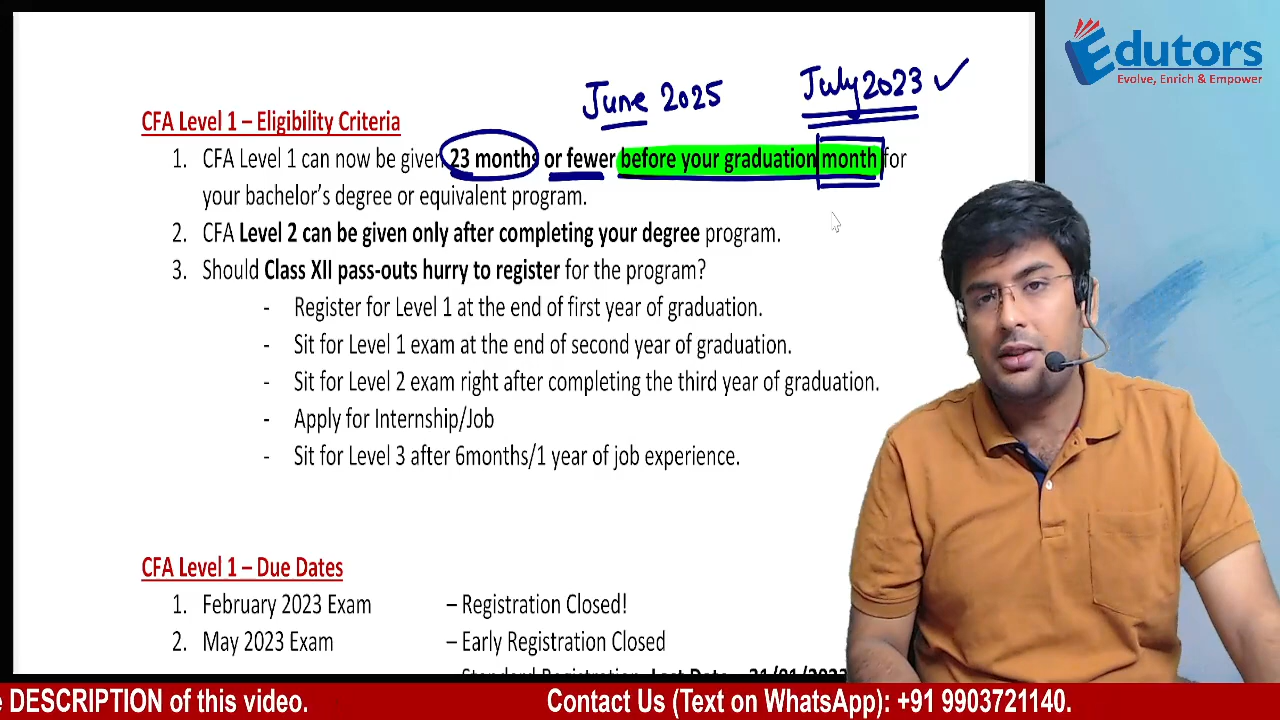 Edutors
Evolve, Enrich & Empower
June 2025 July 2023
CFA Level 1 – Eligibility Criteria
1. CFA Level 1 can now be given 23 months or fewer before your graduation month for
your bachelor's degree or equivalent program.
2. CFA Level 2 can be given only after completing your degree program.
3. Should Class XII pass-outs hurry to register for the program?
- Register for Level 1 at the end of first year of graduation.
- Sit for Level 1 exam at the end of second year of graduation.
- Sit for Level 2 exam right after completing the third year of graduation.
- Apply for Internship/Job
- Sit for Level 3 after 6months/1 year of job experience.
CFA Level 1 – Due Dates
1. February 2023 Exam – Registration Closed!
2. May 2023 Exam – Early Registration Closed
– Standard Registration Last Date – 31/01/2023
e DESCRIPTION of this video. Contact Us (Text on WhatsApp): +91 9903721140.